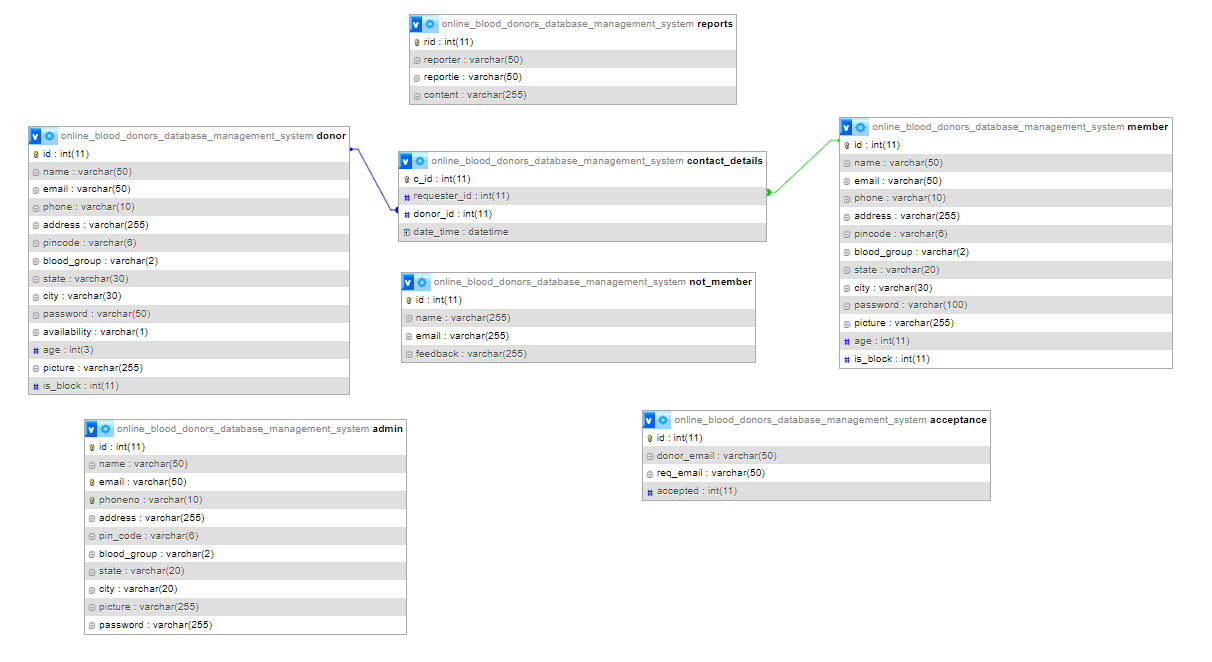 online_blood_donors_database_management_system reports
rid : int(11)
reporter : varchar(50)
reportie : varchar(50)
content : varchar(255)
online_blood_donors_database_management_system donor
id : int(11)
name : varchar(50)
email : varchar(50)
phone : varchar(10)
address : varchar(255)
pincode : varchar(6)
blood_group : varchar(2)
state : varchar(30)
city : varchar(30)
password : varchar(50)
availability : varchar(1)
age : int(3)
picture : varchar(255)
is_block : int(11)
online_blood_donors_database_management_system contact_details
c_id : int(11)
requester_id : int(11)
donor_id : int(11)
date_time : datetime
online_blood_donors_database_management_system member
id : int(11)
name : varchar(50)
email : varchar(50)
phone : varchar(10)
address : varchar(255)
pincode : varchar(6)
blood_group : varchar(2)
state : varchar(20)
city : varchar(30)
password : varchar(100)
picture : varchar(255)
age : int(11)
is_block : int(11)
online_blood_donors_database_management_system not_member
id : int(11)
name : varchar(255)
email : varchar(255)
feedback : varchar(255)
online_blood_donors_database_management_system admin
id : int(11)
name : varchar(50)
email : varchar(50)
phoneno : varchar(10)
address : varchar(255)
pin_code : varchar(6)
blood_group : varchar(2)
state : varchar(20)
city : varchar(20)
picture : varchar(255)
password : varchar(255)
online_blood_donors_database_management_system acceptance
id : int(11)
donor_email : varchar(50)
req_email : varchar(50)
accepted : int(11)